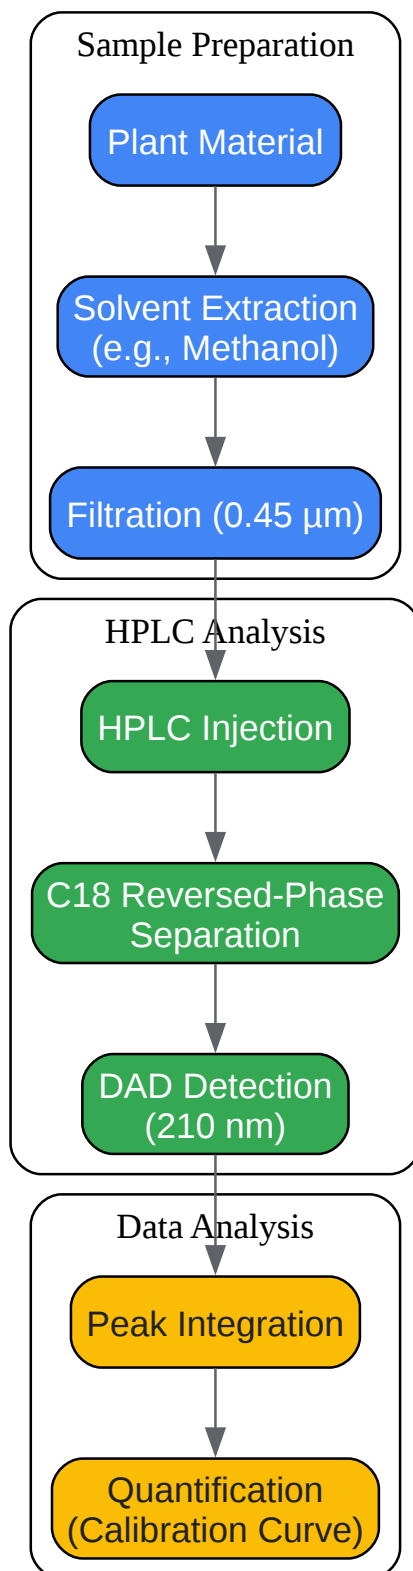 Sample Preparation
Plant Material
Solvent Extraction
(e.g., Methanol)
Filtration (0.45 µm)
HPLC Analysis
HPLC Injection
C18 Reversed-Phase
Separation
DAD Detection
(210 nm)
Data Analysis
Peak Integration
Quantification
(Calibration Curve)